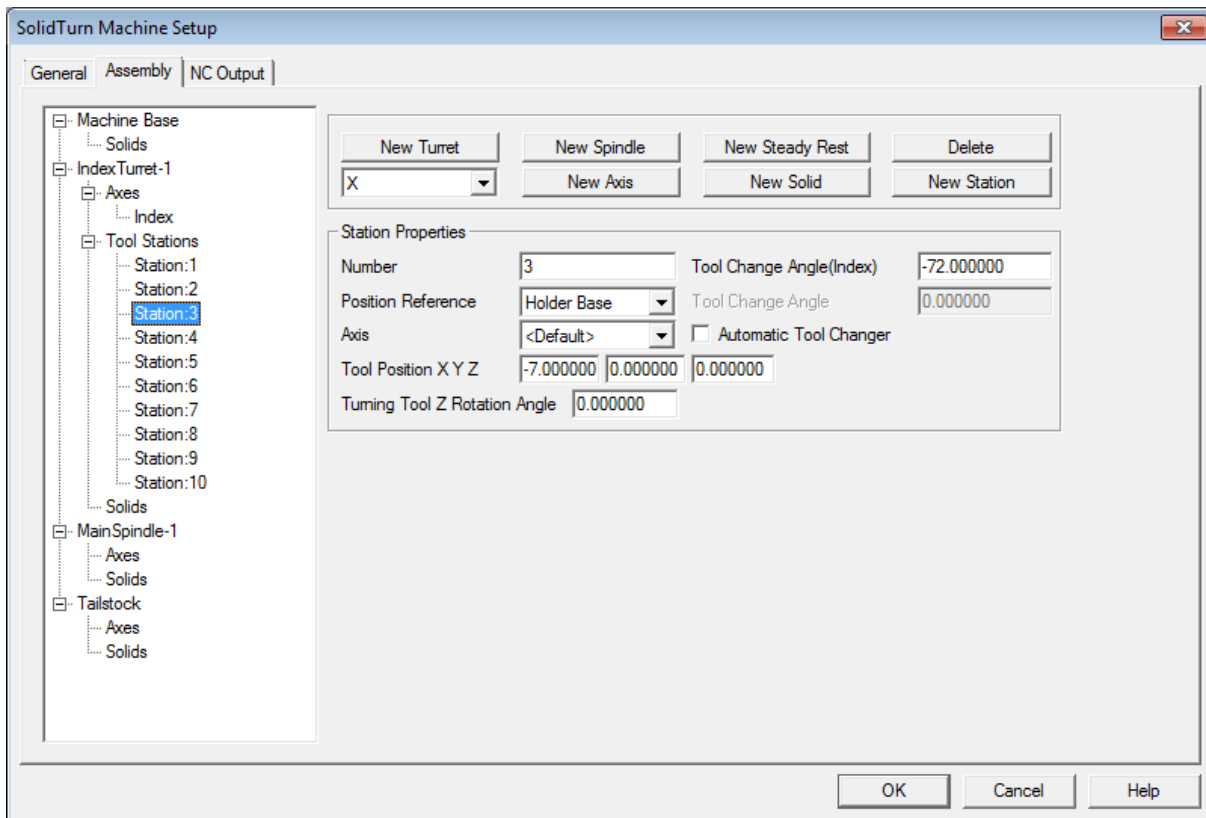 SolidTurn Machine Setup
General Assembly NC Output
Machine Base
Solids
IndexTurret-1
Axes
Index
Tool Stations
Station:1
Station:2
Station:3
Station:4
Station:5
Station:6
Station:7
Station:8
Station:9
Station:10
Solids
MainSpindle-1
Axes
Solids
Tailstock
Axes
Solids
New Turret New Spindle New Steady Rest Delete
X New Axis New Solid New Station
Station Properties
Number 3 Tool Change Angle(Index) -72.000000
Position Reference Holder Base Tool Change Angle 0.000000
Axis <Default> Automatic Tool Changer
Tool Position X Y Z -7.000000 0.000000 0.000000
Turning Tool Z Rotation Angle 0.000000
OK Cancel Help